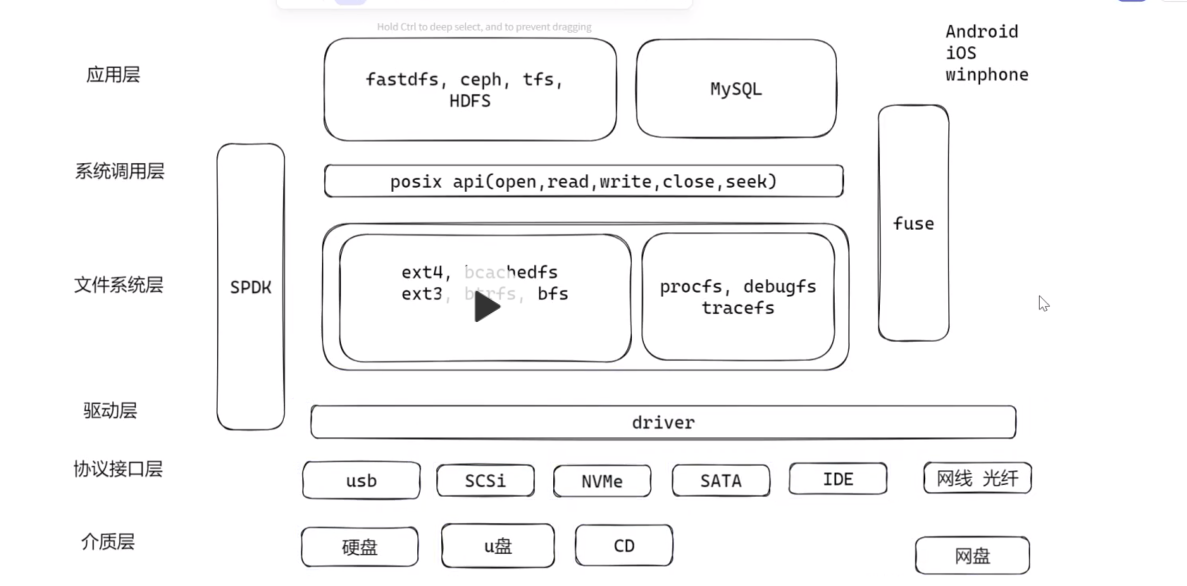 Hold Ctrl to deep select, and to prevent dragging
Android
iOS
winphone
应用层
fastdfs, ceph, tfs,
HDFS
MySQL
系统调用层
posix api(open,read,write,close,seek)
fuse
文件系统层
SPDK
ext4, bcachedfs
ext3, btrfs, bfs
procfs, debugfs
tracefs
驱动层
driver
协议接口层
usb
SCSi
NVMe
SATA
IDE
网线 光纤
介质层
硬盘
u盘
CD
网盘